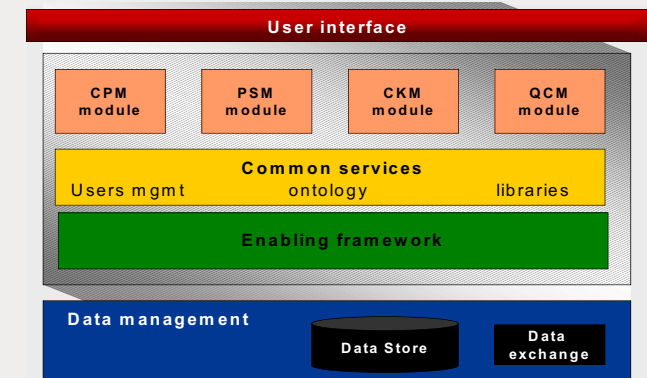 User interface
CPM module
PSM module
CKM module
QCM module
Common services
Users mgmt ontology libraries
Enabling framework
Data management
Data Store
Data exchange